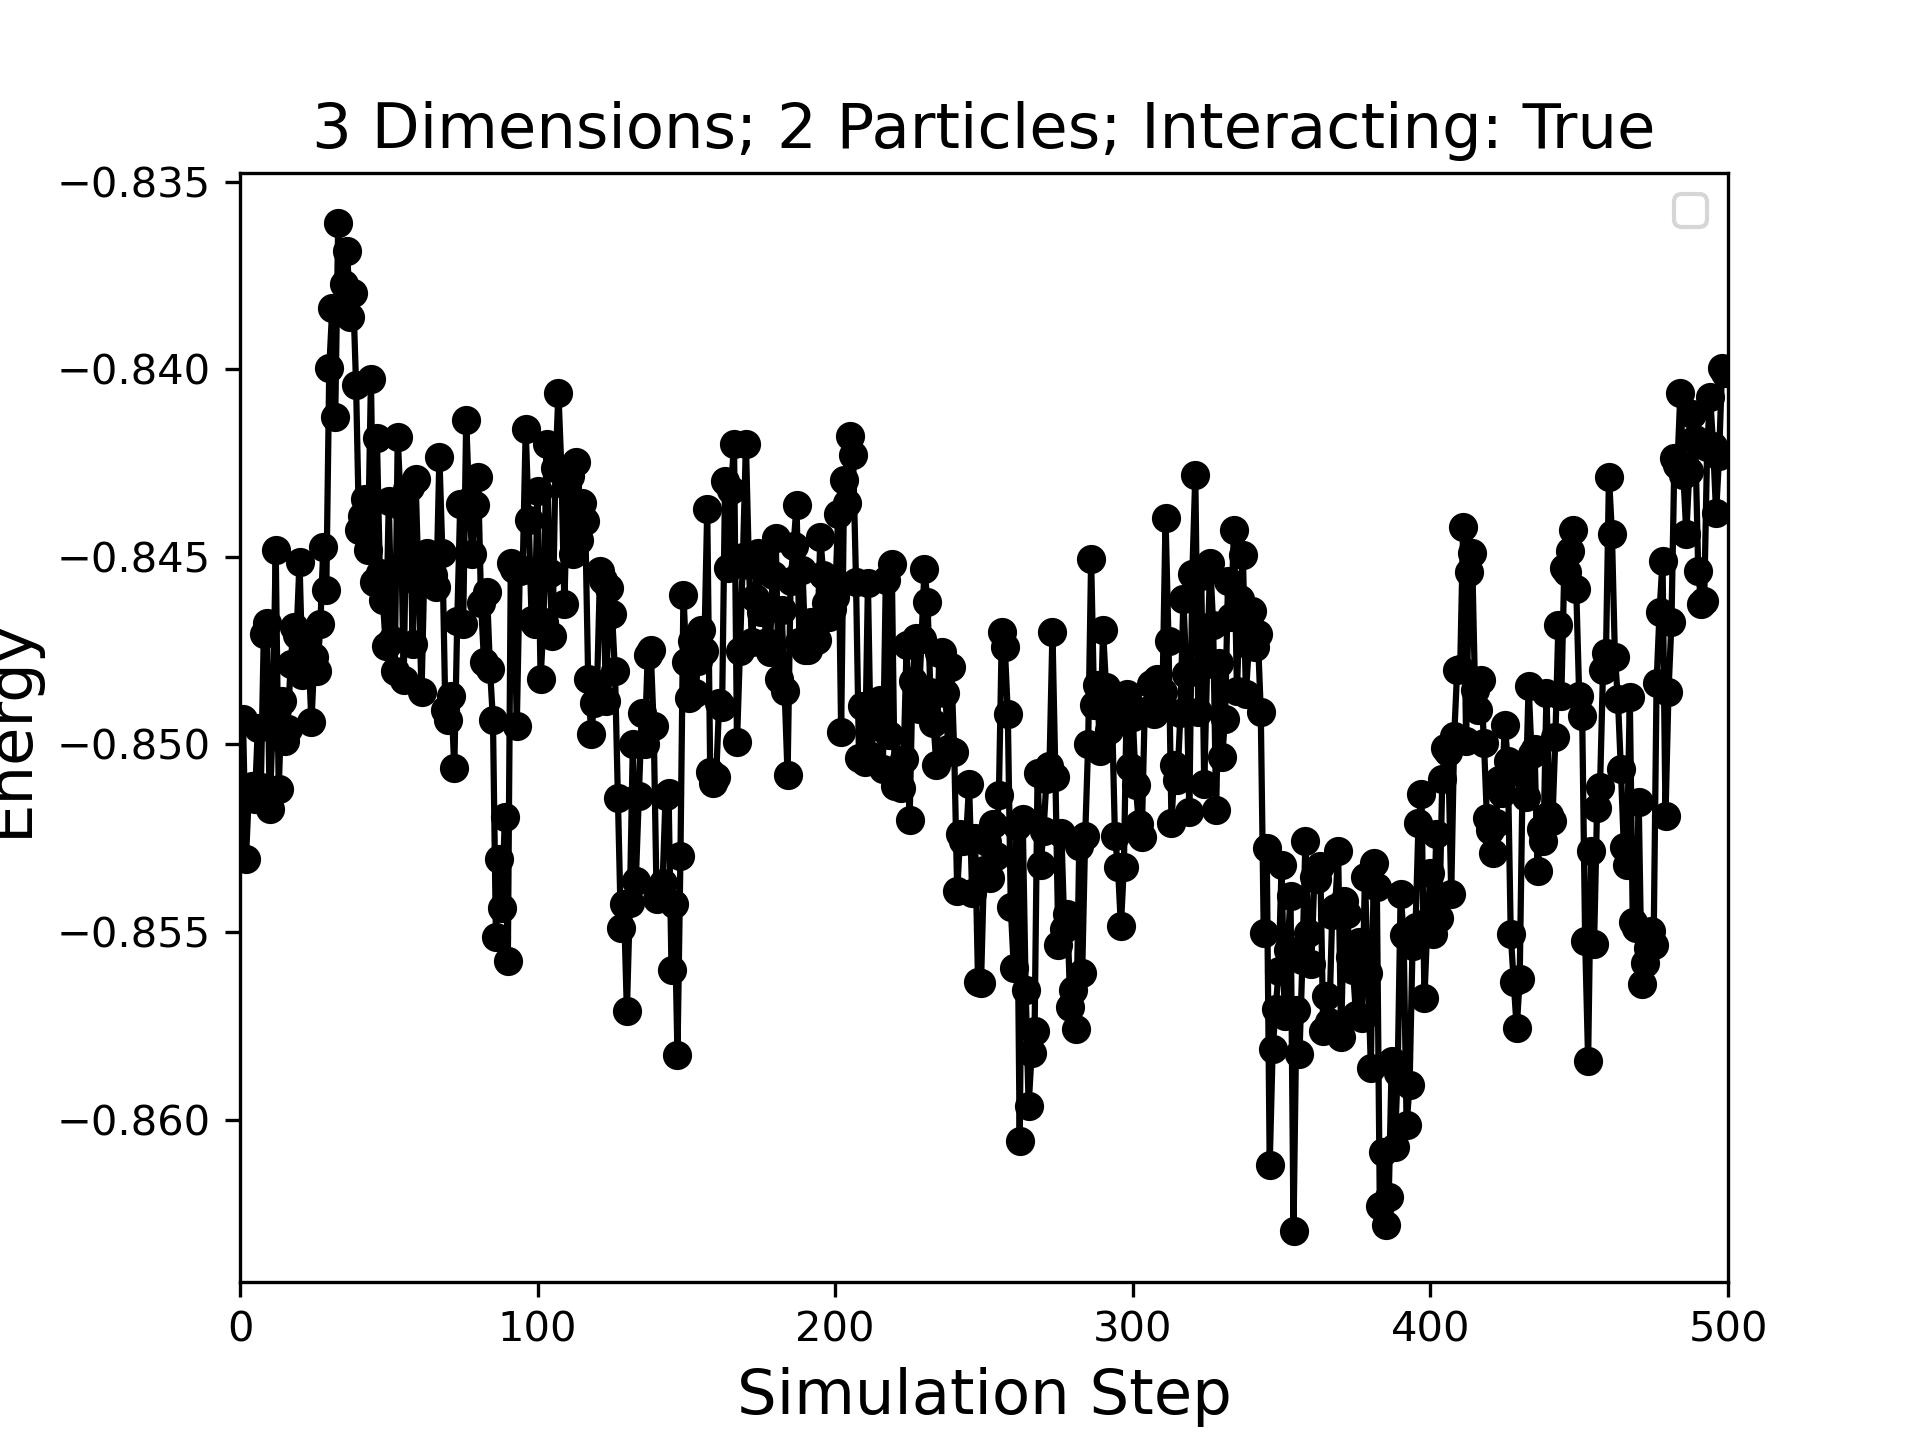 3 Dimensions; 2 Particles; Interacting: True
−0.835
−0.840
−0.845
−0.850
−0.855
−0.860
Energy
0 100 200 300 400 500
Simulation Step